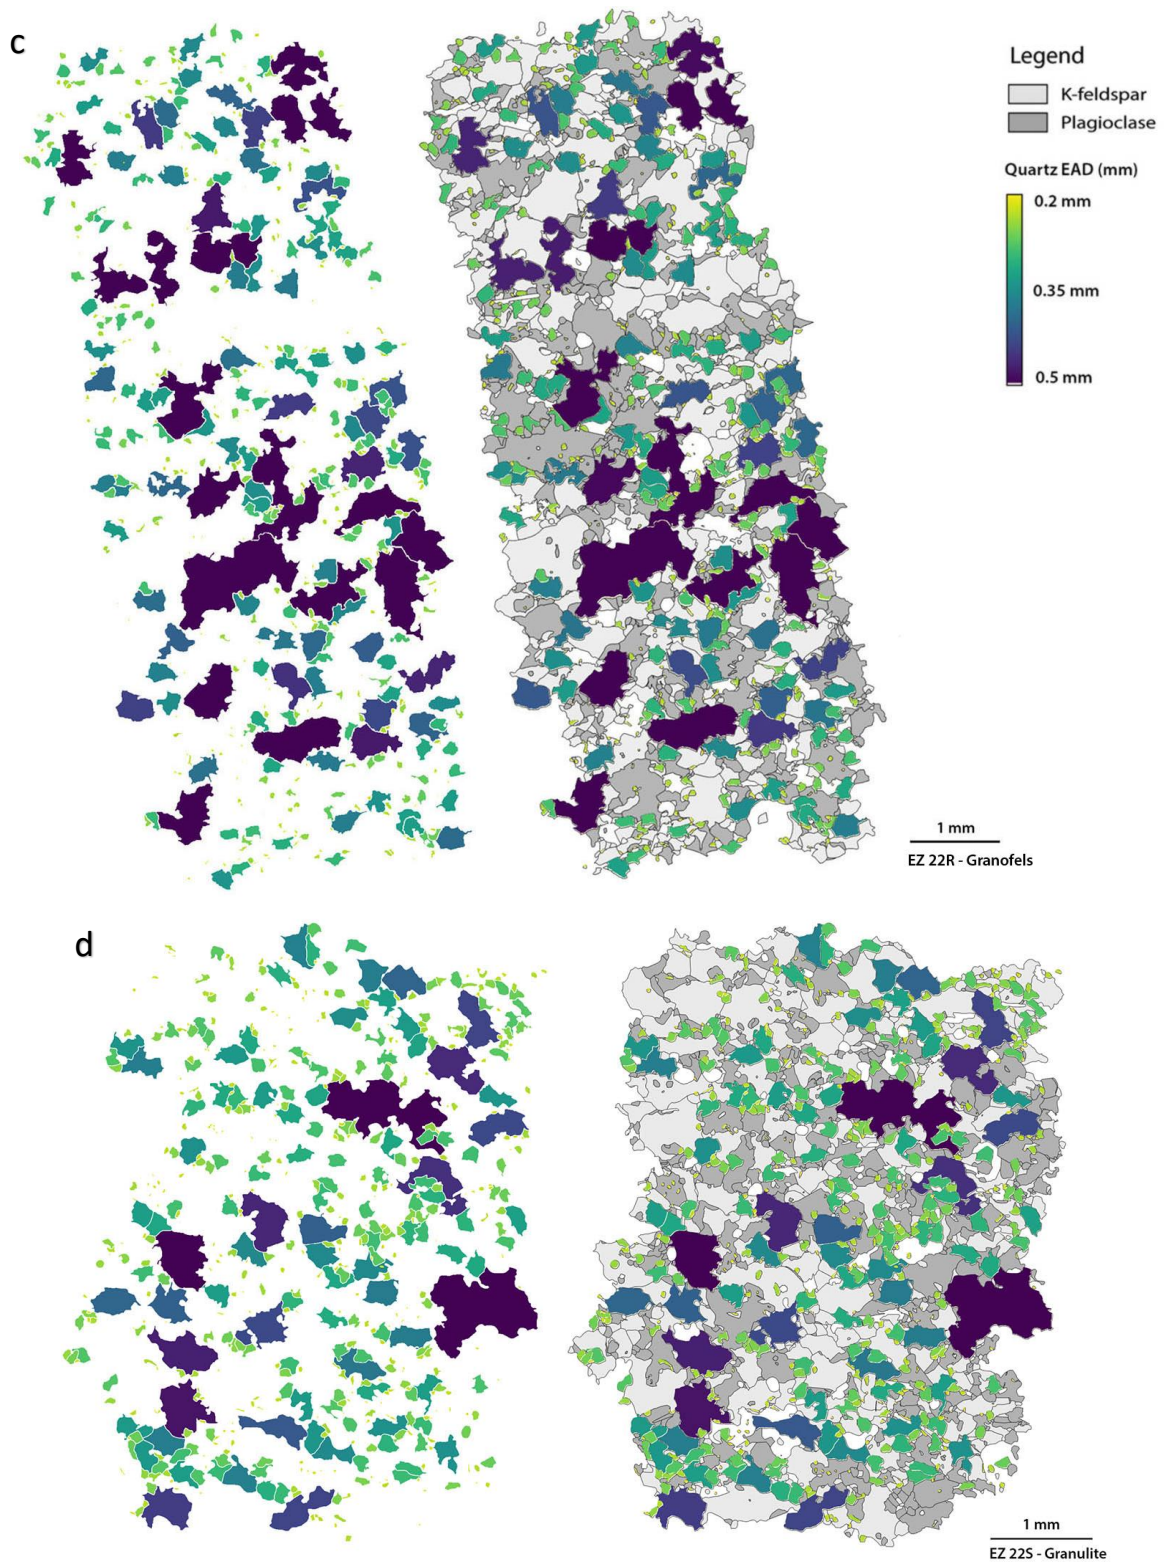 c
Legend
K-feldspar
Plagioclase
Quartz EAD (mm)
0.2 mm
0.35 mm
0.5 mm
1 mm
EZ 22R - Granofels
d
1 mm
EZ 22S - Granulite